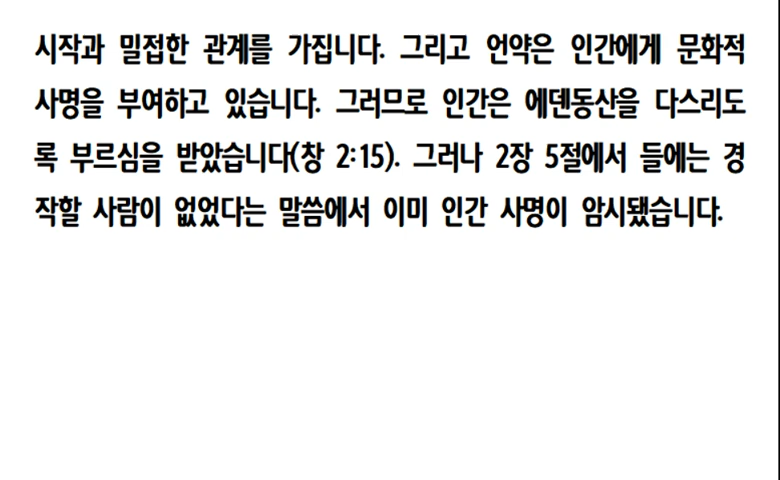 시작과 밀접한 관계를 가집니다. 그리고 언약은 인간에게 문화적
사명을 부여하고 있습니다. 그러므로 인간은 에덴동산을 다스리도
록 부르심을 받았습니다(창 2:15). 그러나 2장 5절에서 들에는 경
작할 사람이 없었다는 말씀에서 이미 인간 사명이 암시됐습니다.